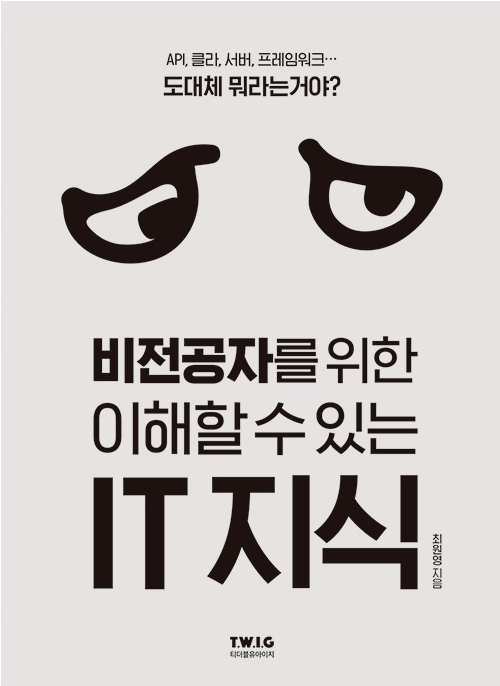 API, 클라, 서버, 프레임워크…
도대체 뭐라는거야?
비전공자를 위한
이해할 수 있는
IT 지식
최원영 지음
T.W.I.G
티더블유아이지